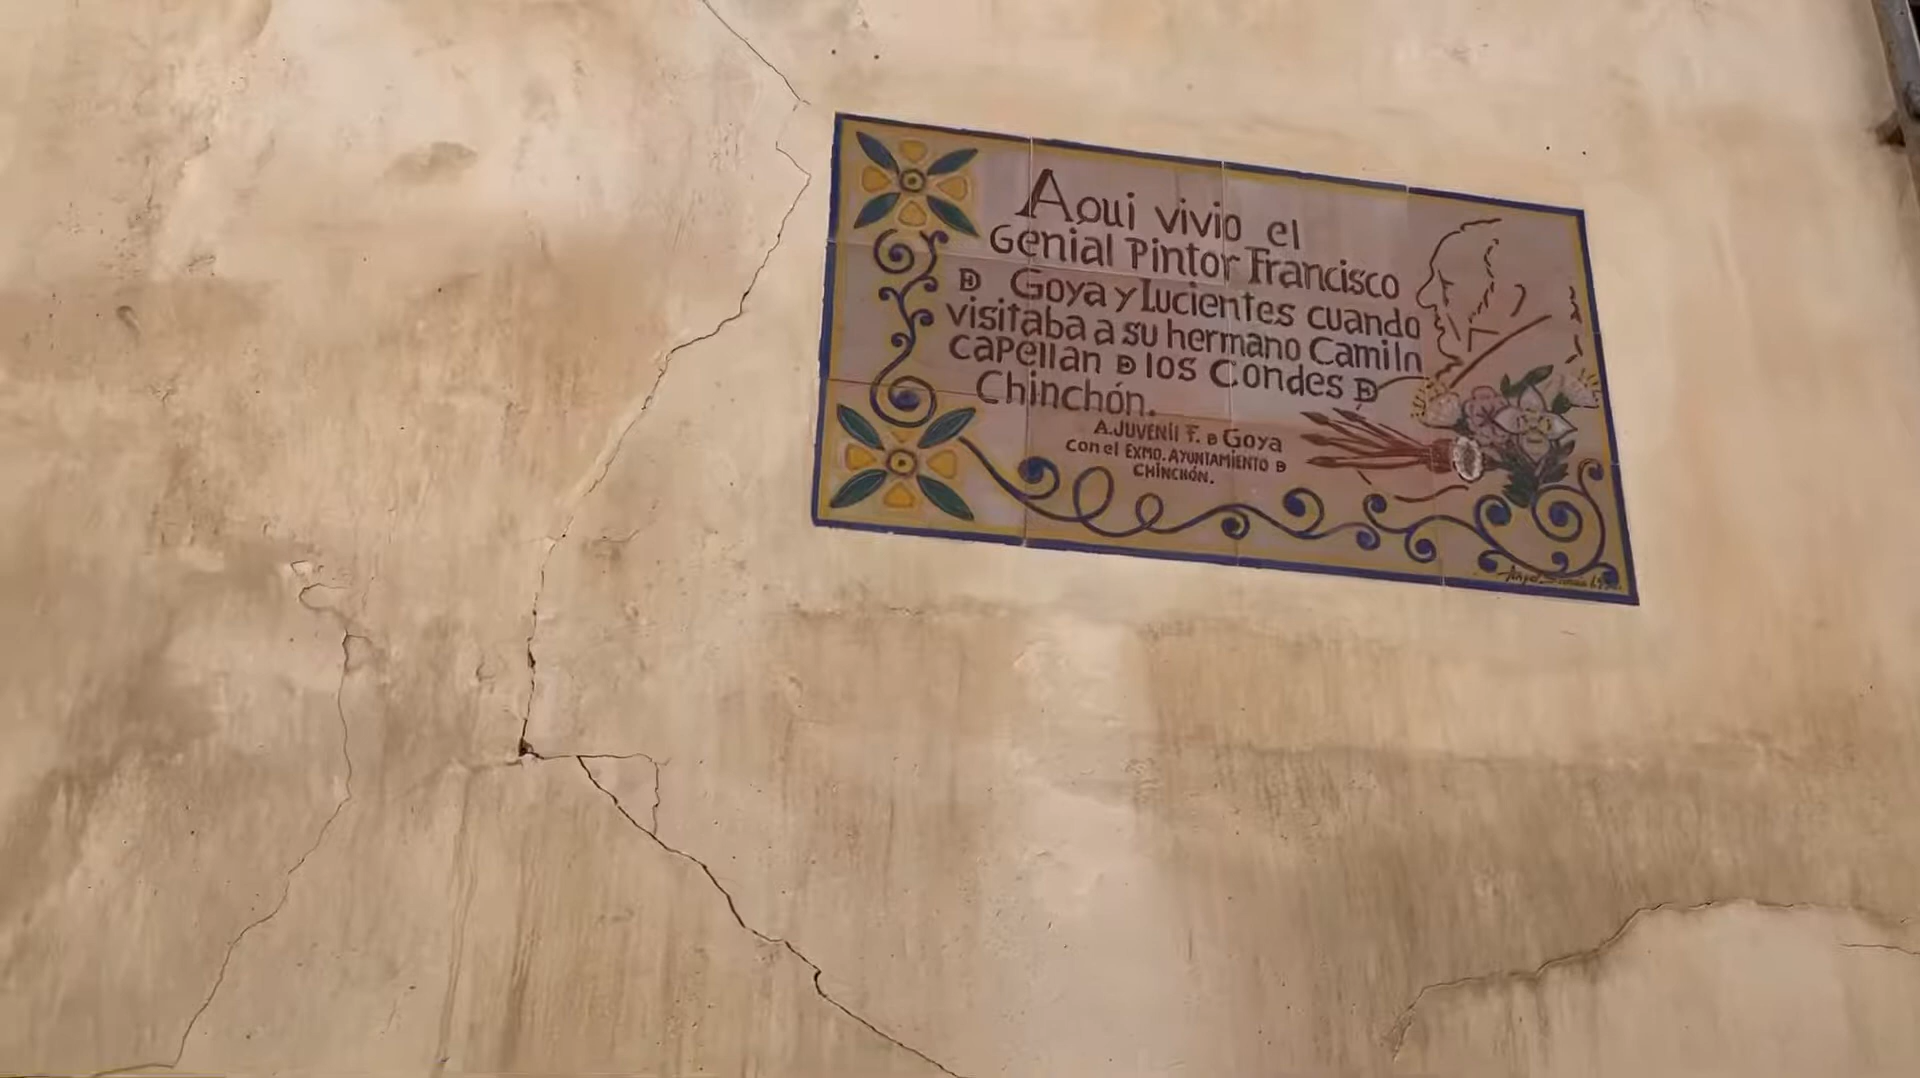 Aqui vivio el
Genial Pintor Francisco
D Goya y Lucientes cuando
visitaba a su hermano Camilo
capellan D los Condes D
Chinchón.
A. JUVENIL F. D Goya
con el EXMO. AYUNTAMIENTO D
CHINCHÓN.
Angel